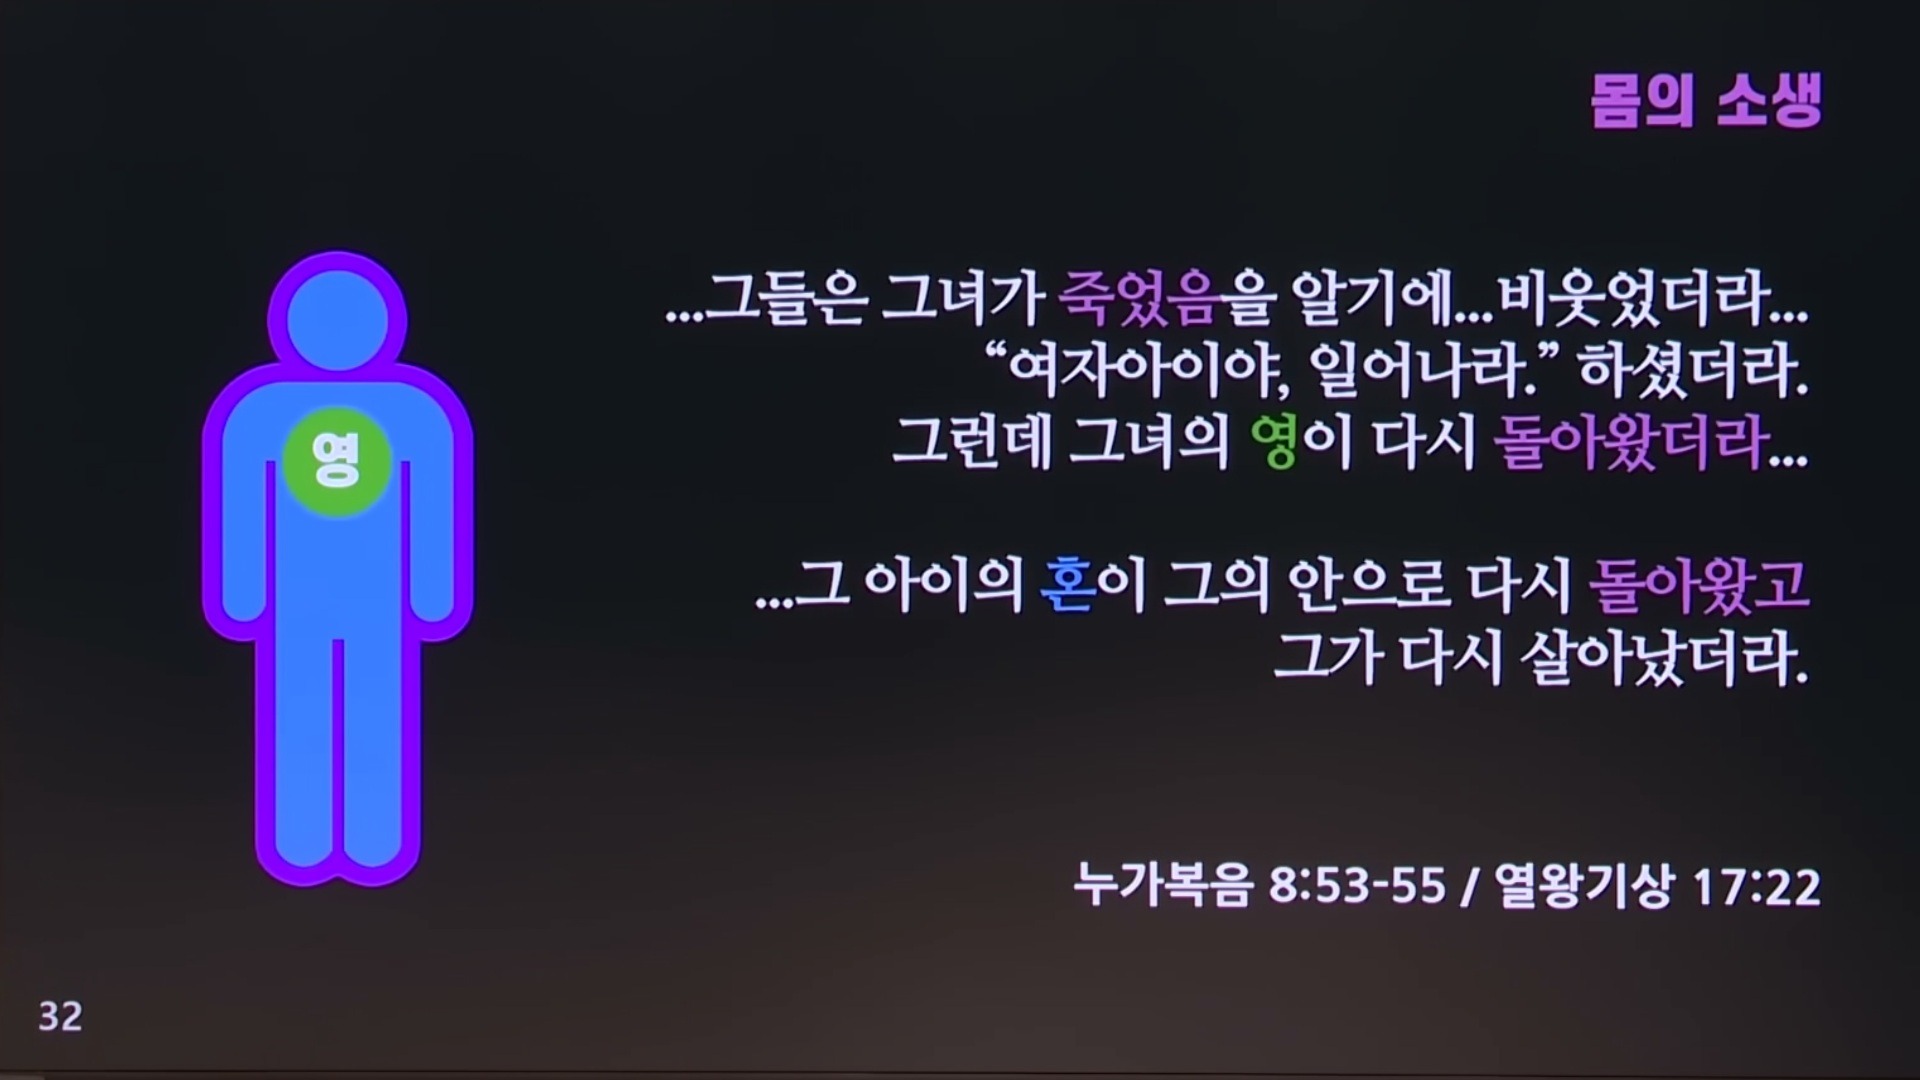 몸의 소생
...그들은 그녀가 죽었음을 알기에...비웃었더라...
“여자아이야, 일어나라.” 하셨더라.
그런데 그녀의 영이 다시 돌아왔더라...
...그 아이의 혼이 그의 안으로 다시 돌아왔고
그가 다시 살아났더라.
영
누가복음 8:53-55 / 열왕기상 17:22
32